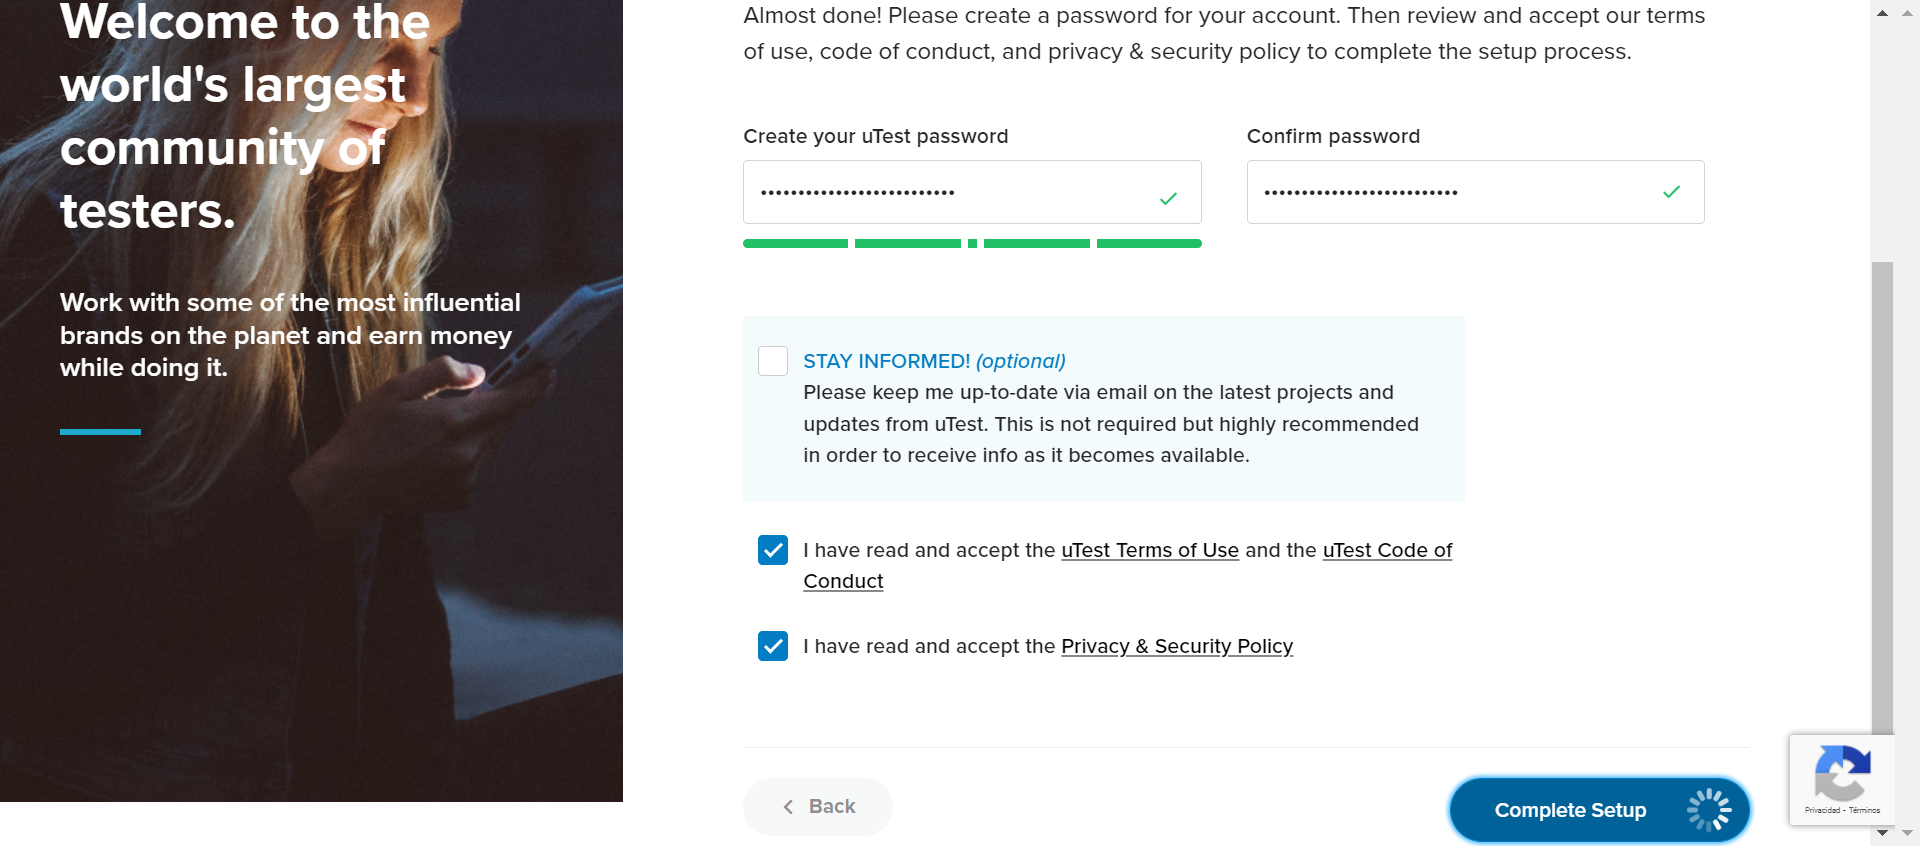 Welcome to the
world's largest
community of
testers.
Work with some of the most influential
brands on the planet and earn money
while doing it.
Almost done! Please create a password for your account. Then review and accept our terms
of use, code of conduct, and privacy & security policy to complete the setup process.
Create your uTest password
Confirm password
STAY INFORMED! (optional)
Please keep me up-to-date via email on the latest projects and
updates from uTest. This is not required but highly recommended
in order to receive info as it becomes available.
I have read and accept the uTest Terms of Use and the uTest Code of
Conduct
I have read and accept the Privacy & Security Policy
Back
Complete Setup
Privacidad - Términos